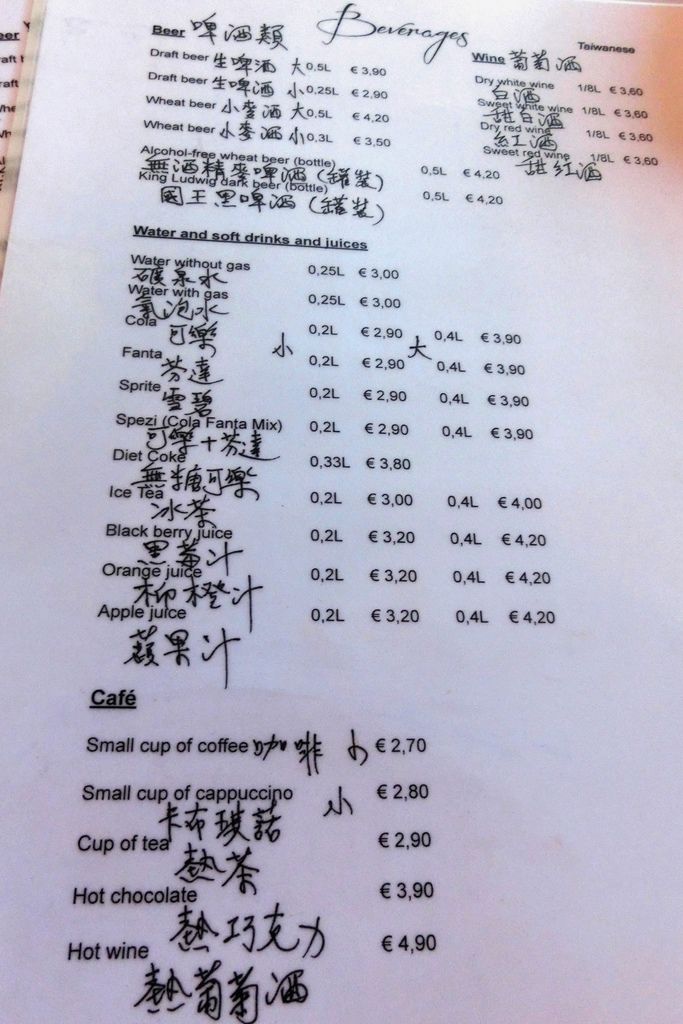 Beverages
Taiwanese
Beer 啤酒類
Draft beer 生啤酒 大 0,5L € 3,90
Draft beer 生啤酒 小 0,25L € 2,90
Wheat beer 小麥酒 大 0,5L € 4,20
Wheat beer 小麥酒 小 0,3L € 3,50
Alcohol-free wheat beer (bottle) 0,5L € 4,20
無酒精麥啤酒 (罐裝)
King Ludwig dark beer (bottle) 0,5L € 4,20
國王黑啤酒 (罐裝)
Wine 葡萄酒
Dry white wine 1/8L € 3,60
白酒
Sweet white wine 1/8L € 3,60
甜白酒
Dry red wine 1/8L € 3,60
紅酒
Sweet red wine 1/8L € 3,60
甜紅酒
Water and soft drinks and juices
Water without gas 0,25L € 3,00
礦泉水
Water with gas 0,25L € 3,00
氣泡水
Cola 0,2L € 2,90 0,4L € 3,90
可樂 小 大
Fanta 0,2L € 2,90 0,4L € 3,90
芬達
Sprite 0,2L € 2,90 0,4L € 3,90
雪碧
Spezi (Cola Fanta Mix) 0,2L € 2,90 0,4L € 3,90
可樂+芬達
Diet Coke 0,33L € 3,80
無糖可樂
Ice Tea 0,2L € 3,00 0,4L € 4,00
冰茶
Black berry juice 0,2L € 3,20 0,4L € 4,20
黑莓汁
Orange juice 0,2L € 3,20 0,4L € 4,20
柳橙汁
Apple juice 0,2L € 3,20 0,4L € 4,20
蘋果汁
Café
Small cup of coffee 咖啡 小 € 2,70
Small cup of cappuccino 小 € 2,80
卡布琪諾
Cup of tea € 2,90
熱茶
Hot chocolate € 3,90
熱巧克力
Hot wine € 4,90
熱葡萄酒